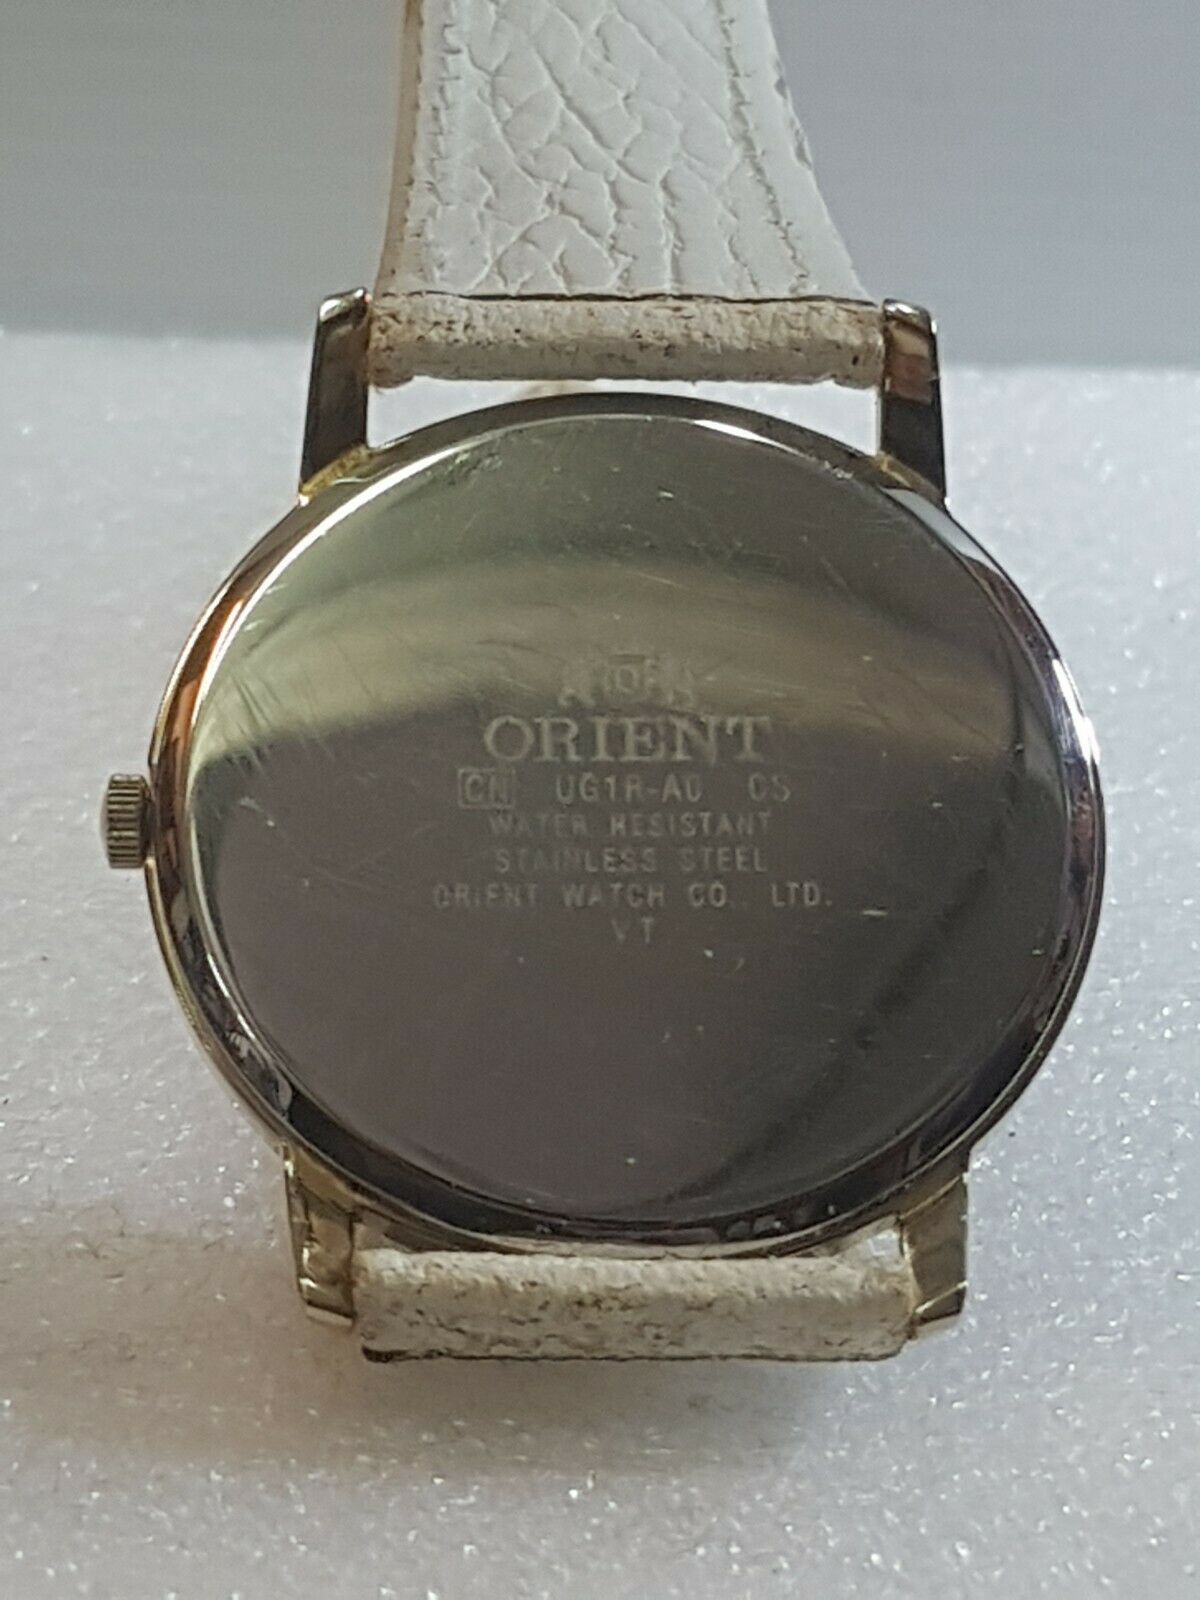 ORIENT
CN UG1R-A0 CS
WATER RESISTANT
STAINLESS STEEL
ORIENT WATCH CO., LTD.
VT